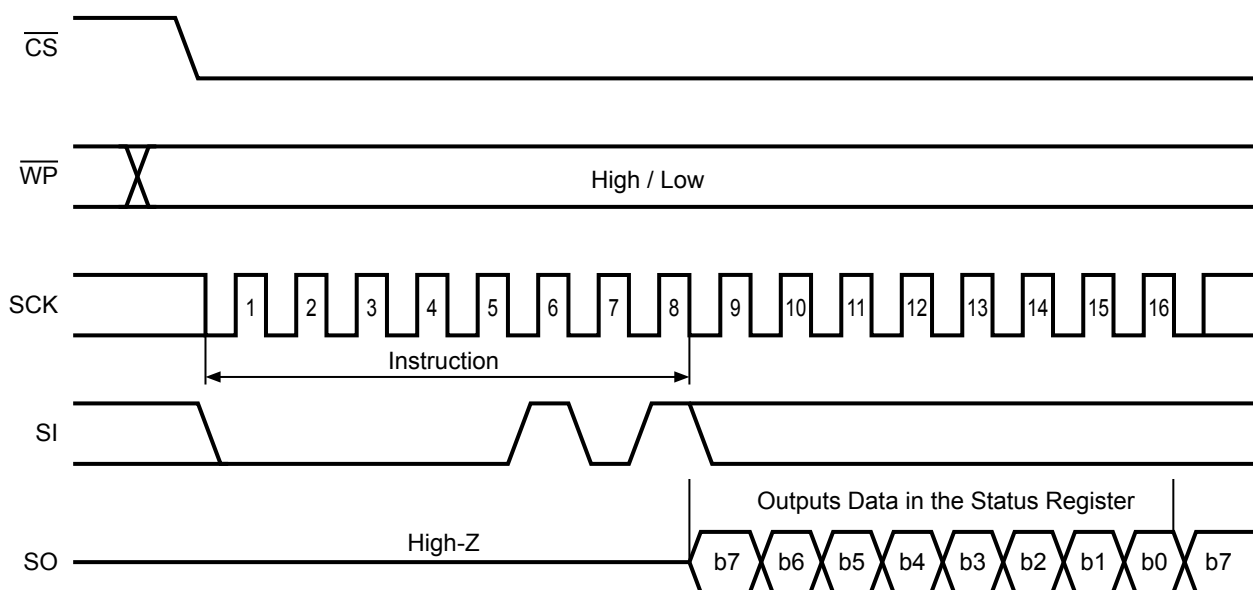 CS
WP
High / Low
SCK
1 2 3 4 5 6 7 8 9 10 11 12 13 14 15 16
Instruction
SI
Outputs Data in the Status Register
High-Z
SO
b7 b6 b5 b4 b3 b2 b1 b0 b7